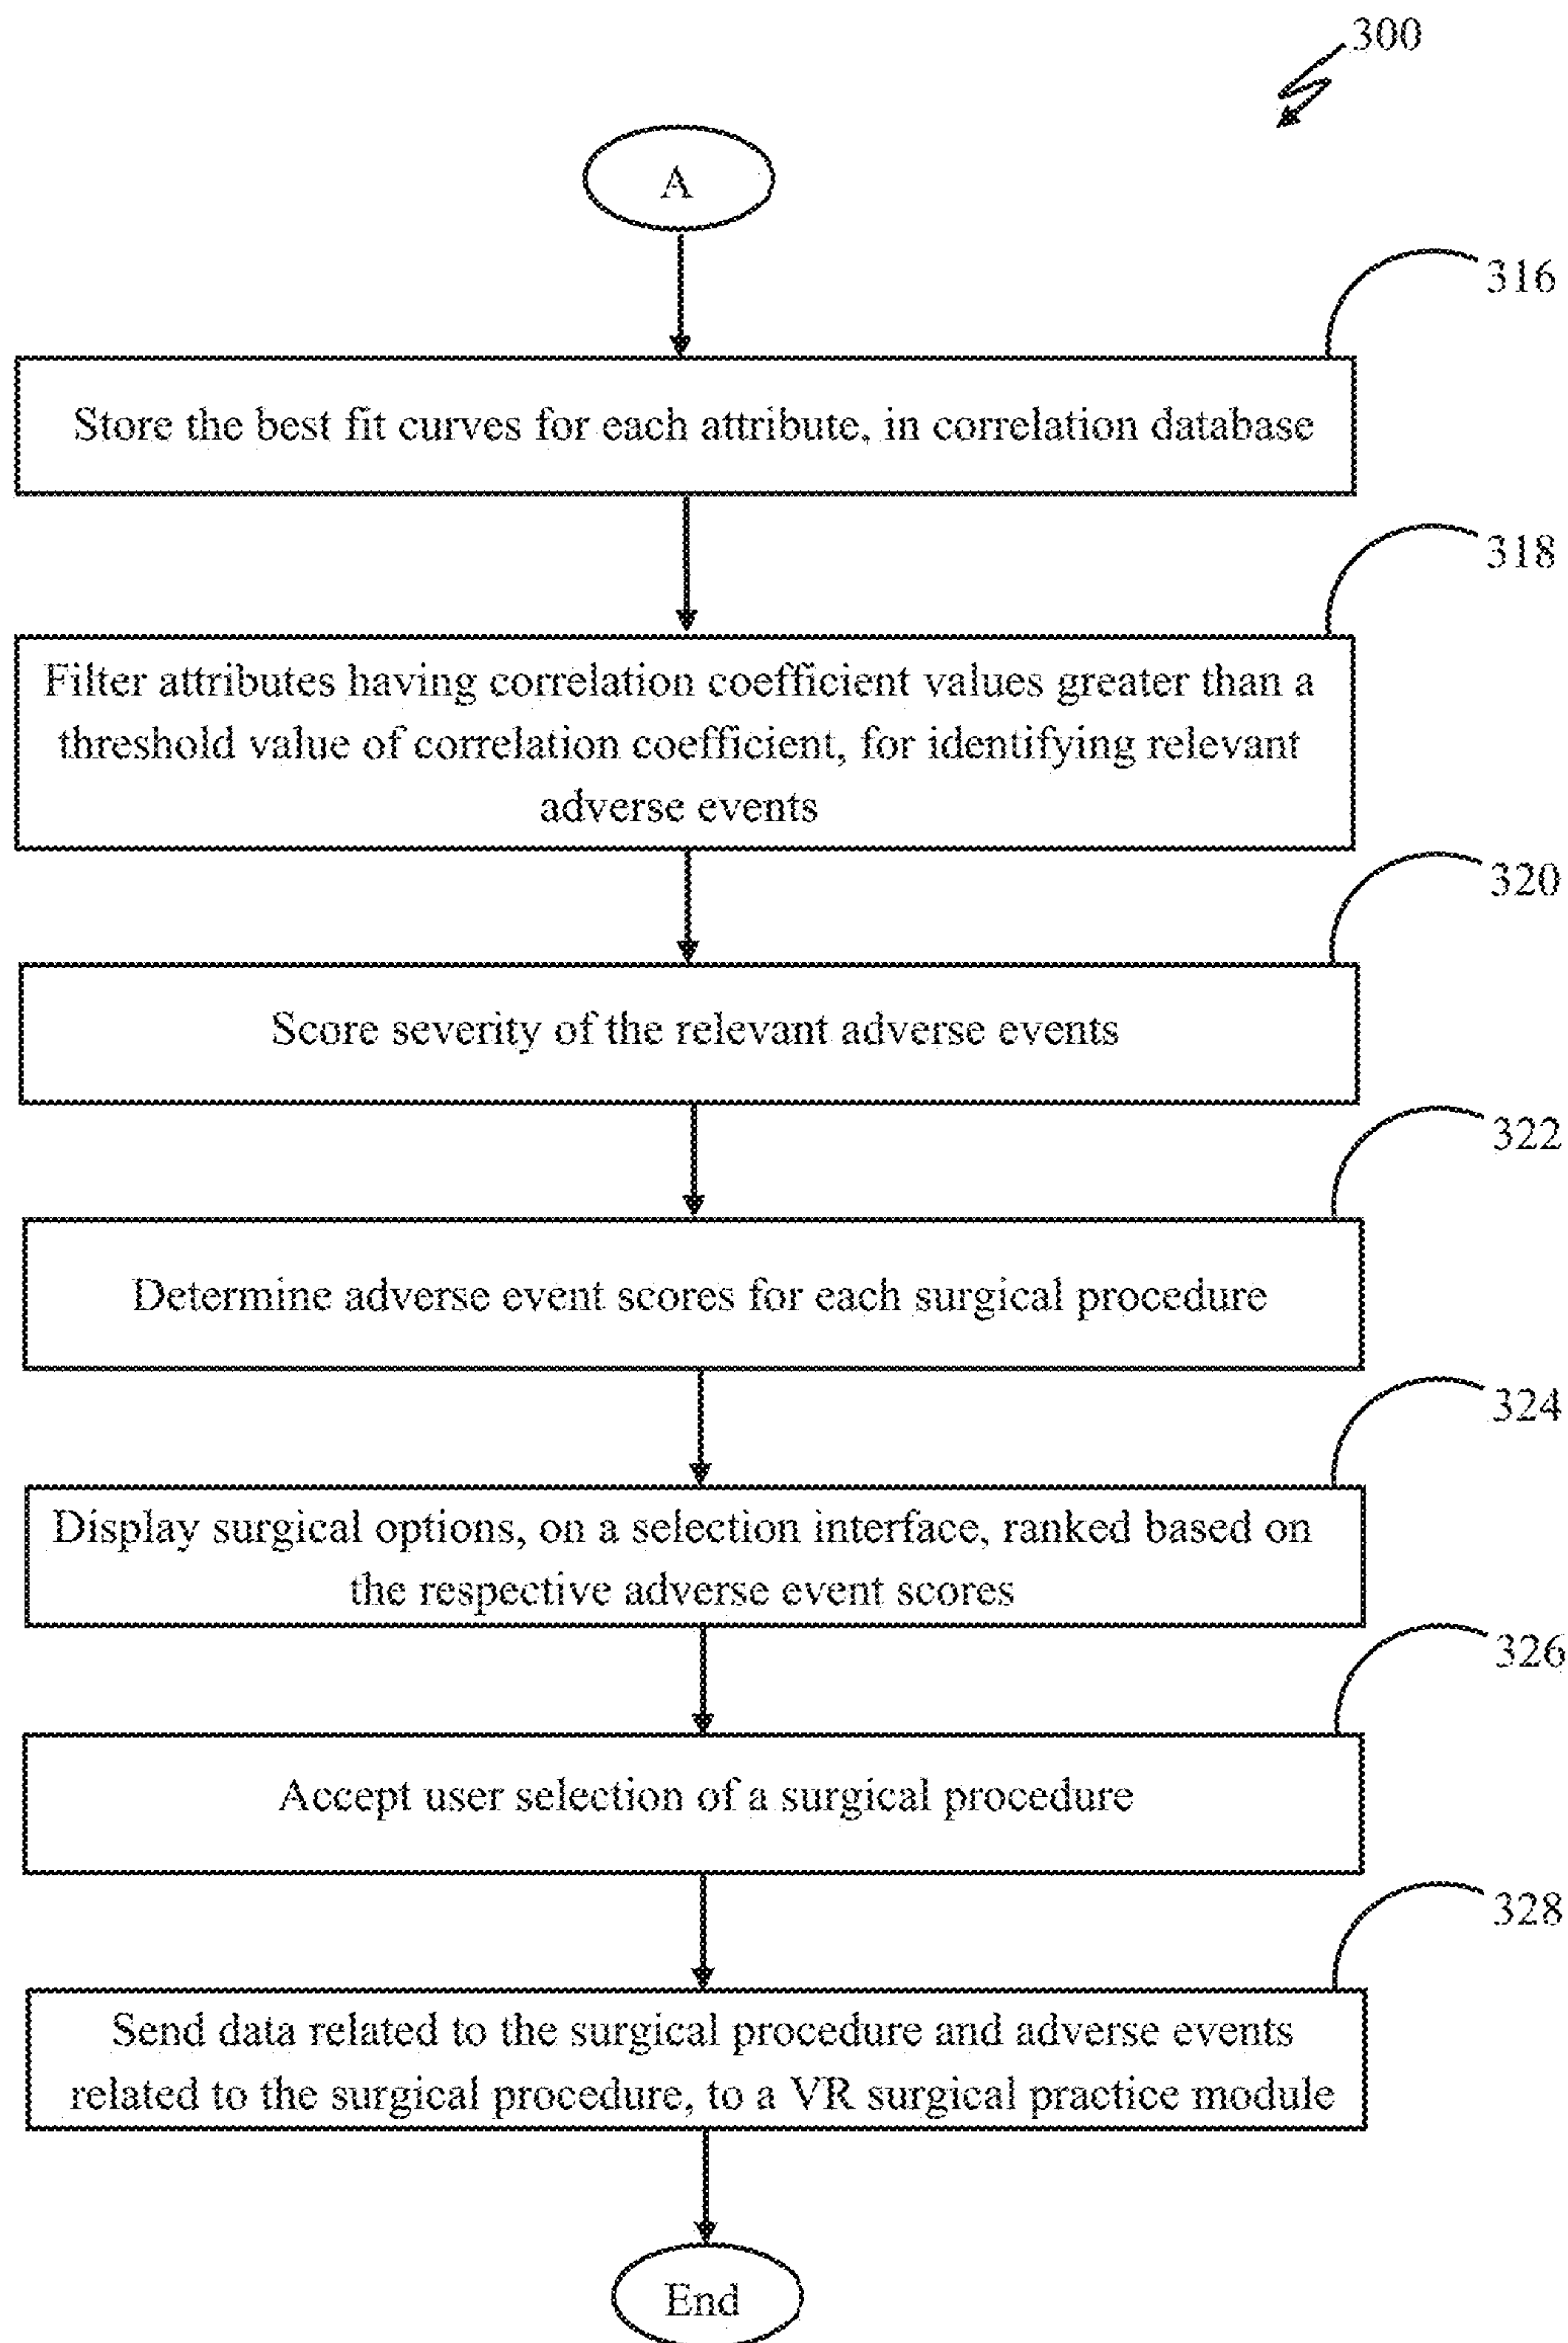 300
A
316
Store the best fit curves for each attribute, in correlation database
318
Filter attributes having correlation coefficient values greater than a
threshold value of correlation coefficient, for identifying relevant
adverse events
320
Score severity of the relevant adverse events
322
Determine adverse event scores for each surgical procedure
324
Display surgical options, on a selection interface, ranked based on
the respective adverse event scores
326
Accept user selection of a surgical procedure
328
Send data related to the surgical procedure and adverse events
related to the surgical procedure, to a VR surgical practice module
End